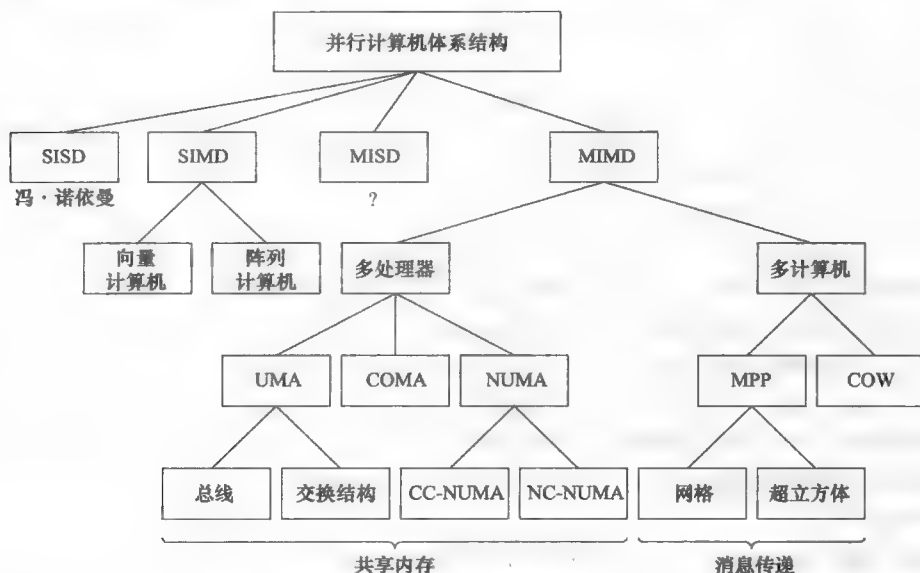 并行计算机体系结构
SISD
SIMD
MISD
MIMD
冯·诺依曼
?
向量
计算机
阵列
计算机
多处理器
多计算机
UMA
COMA
NUMA
MPP
COW
总线
交换结构
CC-NUMA
NC-NUMA
网格
超立方体
共享内存
消息传递